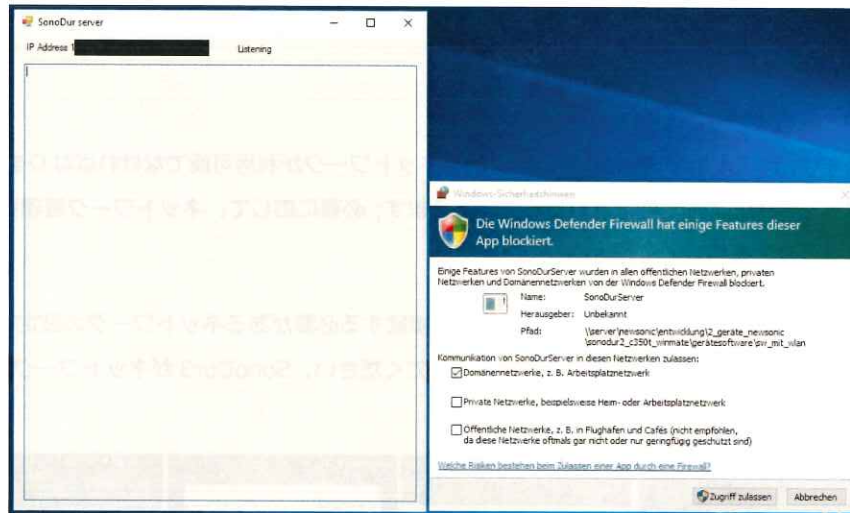 SonoDur server
IP Address 1
Listening
Windows-Sicherheitshinweis
Die Windows Defender Firewall hat einige Features dieser
App blockiert.
Einige Features von SonoDurServer wurden in allen öffentlichen Netzwerken, privaten
Netzwerken und Domänennetzwerken von der Windows Defender Firewall blockiert.
Name: SonoDurServer
Herausgeber: Unbekannt
Pfad: \\server\newsonic\entwicklung\2_geräte_newsonic
\sonodur2_c350t_winmate\gerätesoftware\sw_mit_wlan
Kommunikation von SonoDurServer in diesen Netzwerken zulassen:
Domänennetzwerke, z. B. Arbeitsplatznetzwerk
Private Netzwerke, beispielsweise Heim- oder Arbeitsplatznetzwerk
Öffentliche Netzwerke, z. B. in Flughäfen und Cafés (nicht empfohlen,
da diese Netzwerke oftmals gar nicht oder nur geringfügig geschützt sind)
Welche Risiken bestehen beim Zulassen einer App durch eine Firewall?
Zugriff zulassen
Abbrechen